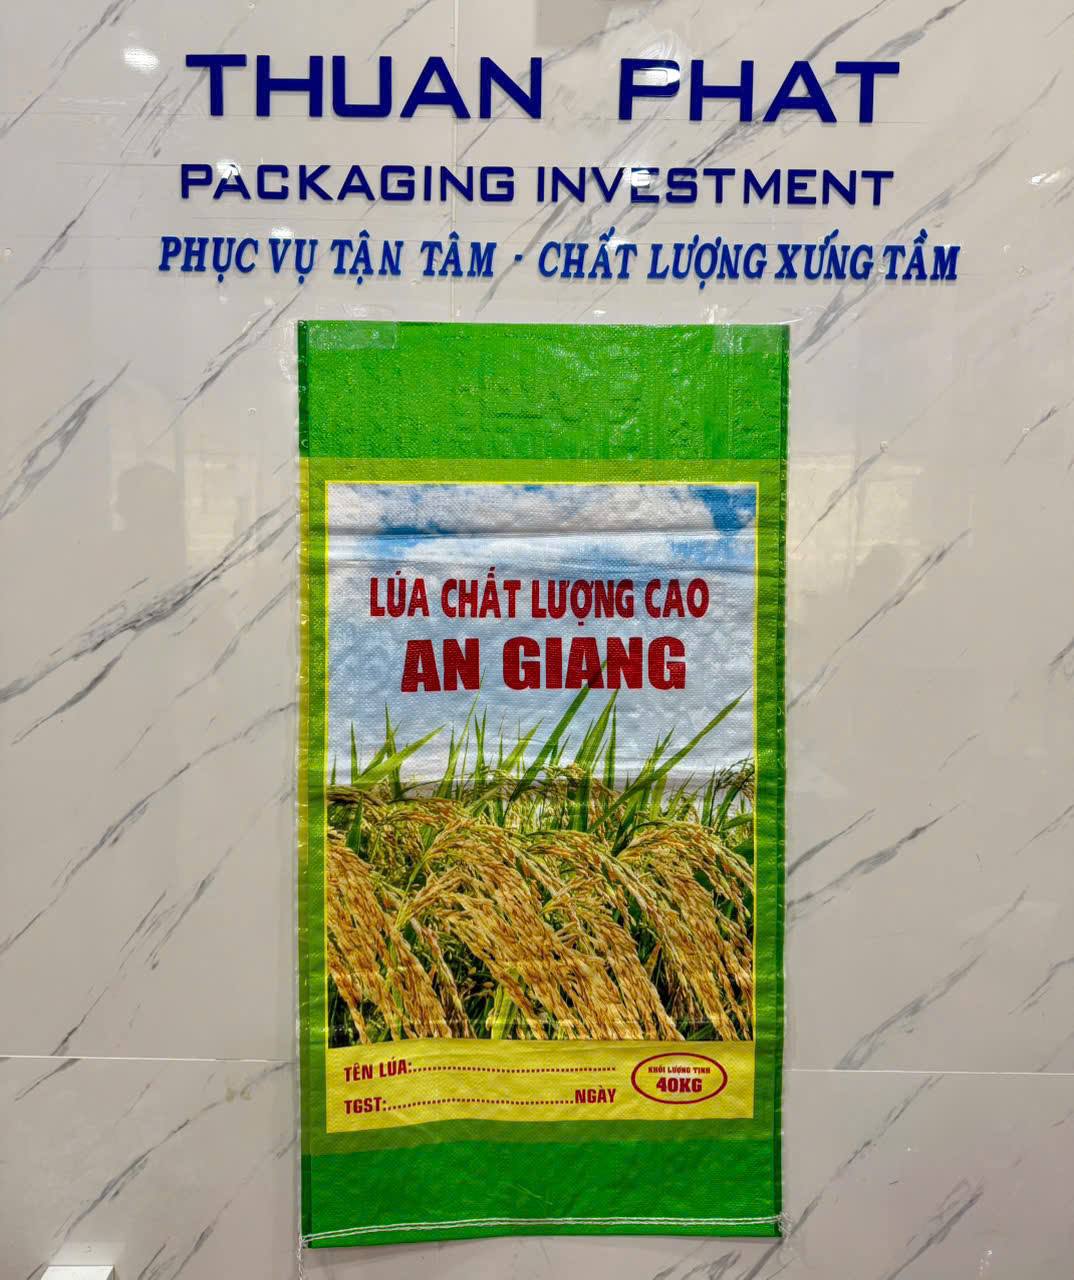 THUAN PHAT
PACKAGING INVESTMENT
PHỤC VỤ TẬN TÂM - CHẤT LƯỢNG XỨNG TẦM
LÚA CHẤT LƯỢNG CAO
AN GIANG
TÊN LÚA:..................................
TGST:.................................NGÀY
KHỐI LƯỢNG TỊNH
40KG